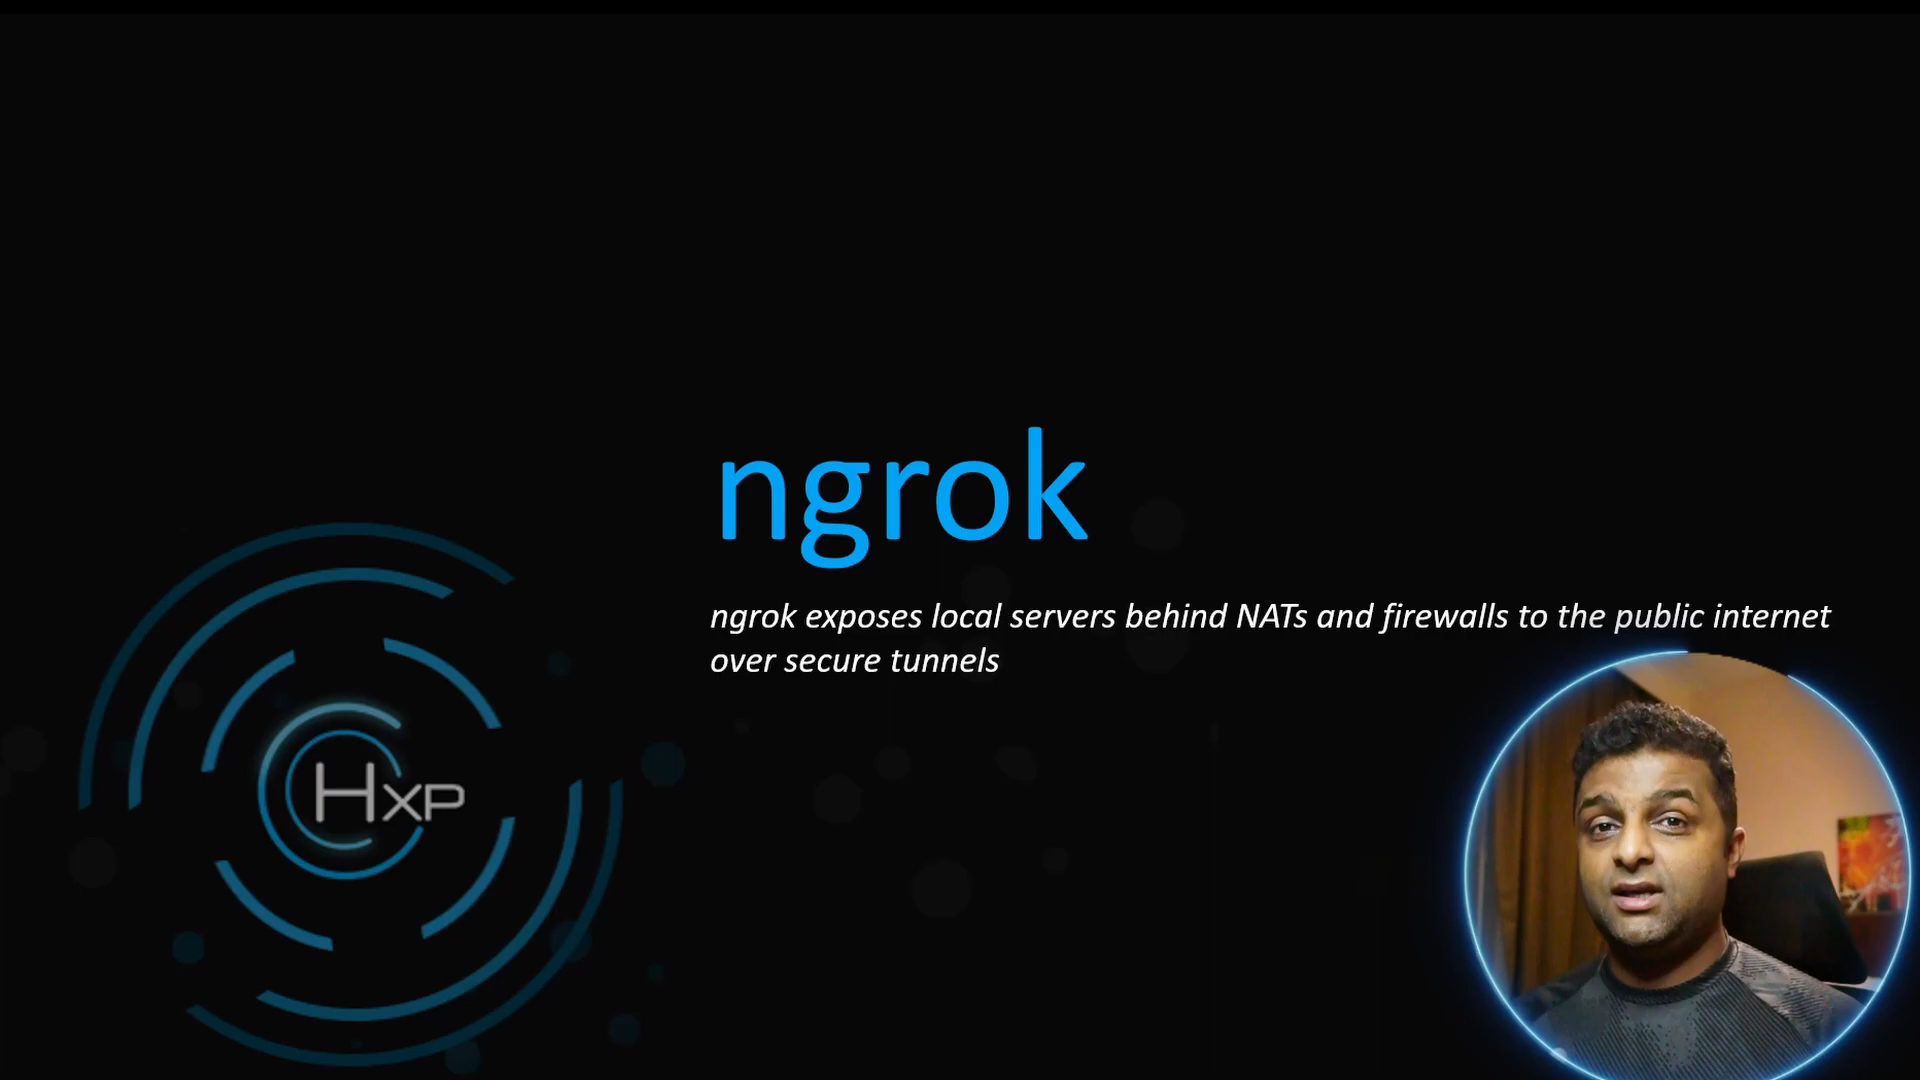 ngrok
ngrok exposes local servers behind NATs and firewalls to the public internet
over secure tunnels
HXP